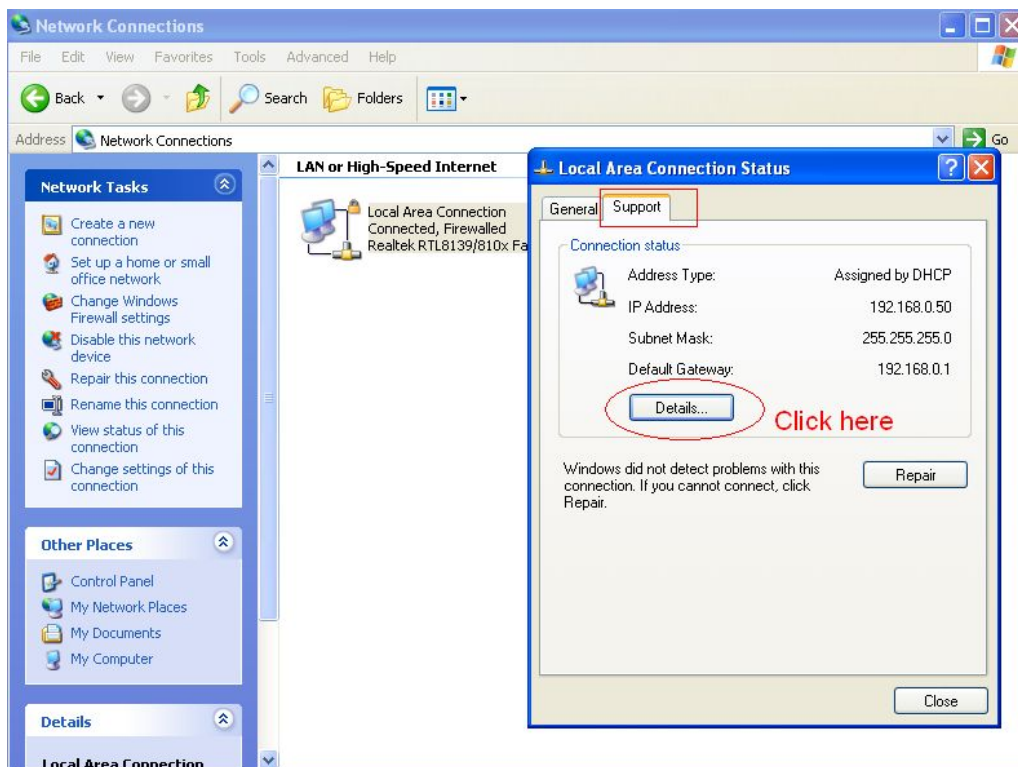 Network Connections
File Edit View Favorites Tools Advanced Help
Back Search Folders
Address Network Connections Go
Network Tasks
Create a new
connection
Set up a home or small
office network
Change Windows
Firewall settings
Disable this network
device
Repair this connection
Rename this connection
View status of this
connection
Change settings of this
connection
Other Places
Control Panel
My Network Places
My Documents
My Computer
Details
Local Area Connection
LAN or High-Speed Internet
Local Area Connection
Connected, Firewalled
Realtek RTL8139/810x Fa
Local Area Connection Status
General Support
Connection status
Address Type: Assigned by DHCP
IP Address: 192.168.0.50
Subnet Mask: 255.255.255.0
Default Gateway: 192.168.0.1
Details... Click here
Windows did not detect problems with this
connection. If you cannot connect, click
Repair.
Repair
Close